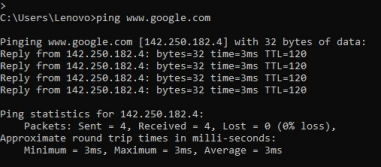 >
C:\Users\Lenovo>ping www.google.com
Pinging www.google.com [142.250.182.4] with 32 bytes of data:
Reply from 142.250.182.4: bytes=32 time=3ms TTL=120
Reply from 142.250.182.4: bytes=32 time=3ms TTL=120
Reply from 142.250.182.4: bytes=32 time=3ms TTL=120
Reply from 142.250.182.4: bytes=32 time=3ms TTL=120
Ping statistics for 142.250.182.4:
    Packets: Sent = 4, Received = 4, Lost = 0 (0% loss),
Approximate round trip times in milli-seconds:
    Minimum = 3ms, Maximum = 3ms, Average = 3ms